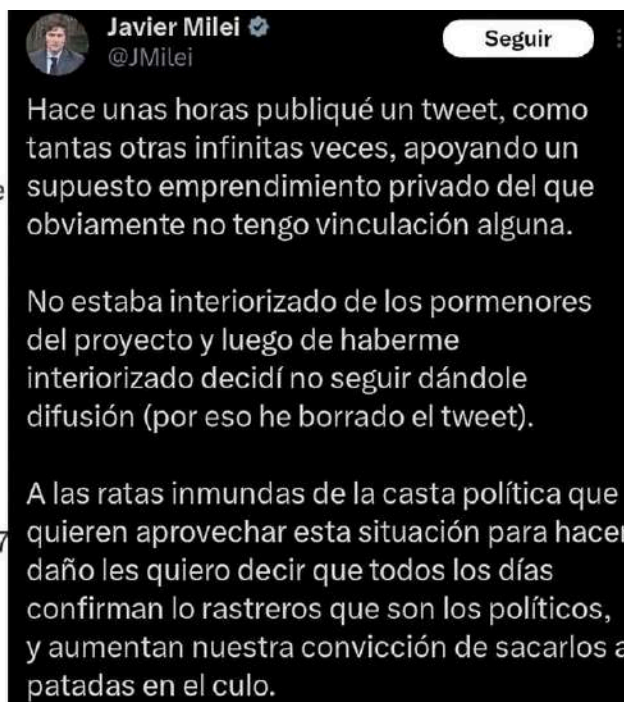 Javier Milei
@JMilei
Seguir
Hace unas horas publiqué un tweet, como
tantas otras infinitas veces, apoyando un
supuesto emprendimiento privado del que
obviamente no tengo vinculación alguna.
No estaba interiorizado de los pormenores
del proyecto y luego de haberme
interiorizado decidí no seguir dándole
difusión (por eso he borrado el tweet).
A las ratas inmundas de la casta política que
quieren aprovechar esta situación para hacer
daño les quiero decir que todos los días
confirman lo rastreros que son los políticos,
y aumentan nuestra convicción de sacarlos a
patadas en el culo.